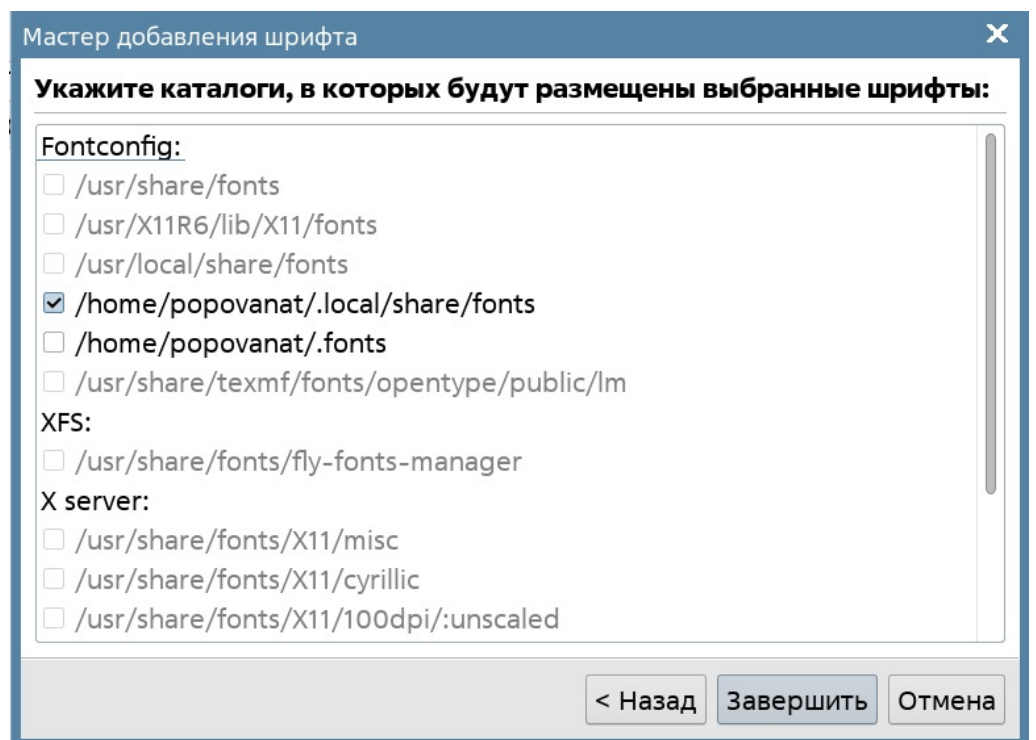 Мастер добавления шрифта
Укажите каталоги, в которых будут размещены выбранные шрифты:
Fontconfig:
/usr/share/fonts
/usr/X11R6/lib/X11/fonts
/usr/local/share/fonts
/home/popovanat/.local/share/fonts
/home/popovanat/.fonts
/usr/share/texmf/fonts/opentype/public/lm
XFS:
/usr/share/fonts/fly-fonts-manager
X server:
/usr/share/fonts/X11/misc
/usr/share/fonts/X11/cyrillic
/usr/share/fonts/X11/100dpi/:unscaled
< Назад Завершить Отмена